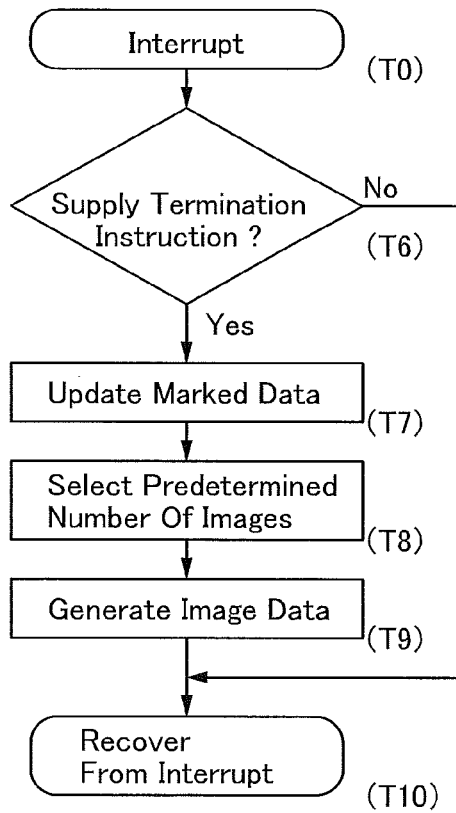 Interrupt
(T0)
Supply Termination
Instruction ?
No
(T6)
Yes
Update Marked Data
(T7)
Select Predetermined
Number Of Images
(T8)
Generate Image Data
(T9)
Recover
From Interrupt
(T10)